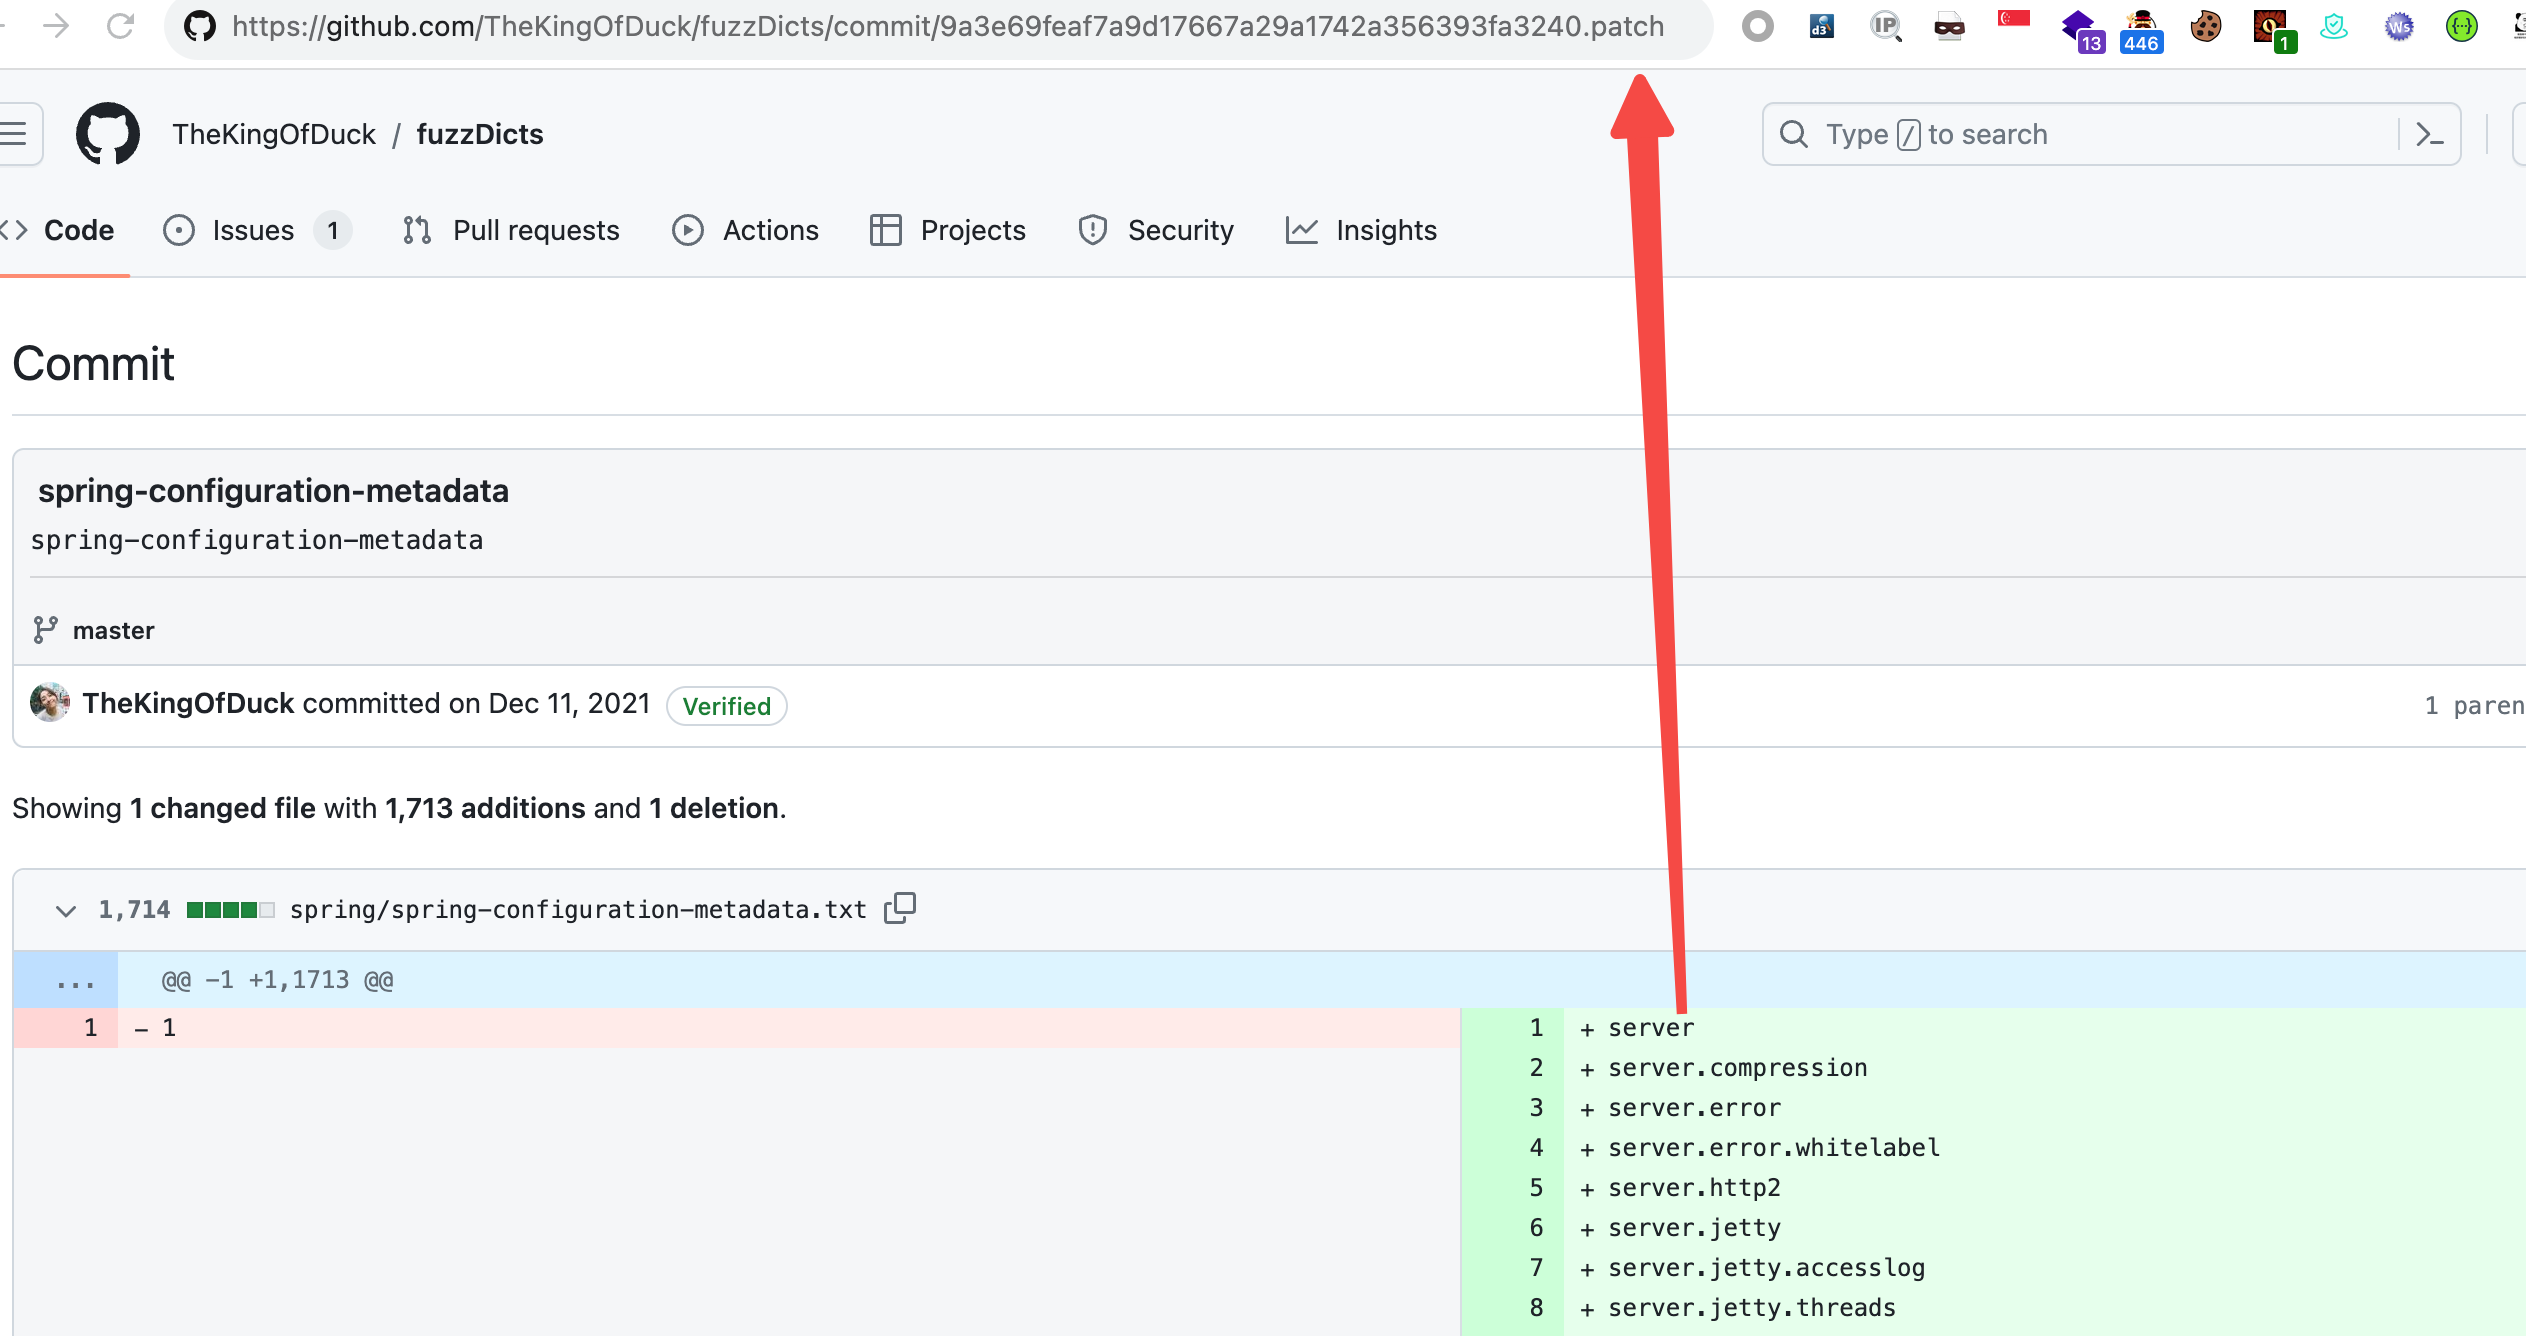 https://github.com/TheKingOfDuck/fuzzDicts/commit/9a3e69feaf7a9d17667a29a1742a356393fa3240.patch
d3
IP
13
446
1
Ws
{··}
TheKingOfDuck / fuzzDicts
Type / to search
Code
Issues 1
Pull requests
Actions
Projects
Security
Insights
Commit
spring-configuration-metadata
spring-configuration-metadata
master
TheKingOfDuck committed on Dec 11, 2021 Verified
1 paren
Showing 1 changed file with 1,713 additions and 1 deletion.
1,714 spring/spring-configuration-metadata.txt
... @@ -1 +1,1713 @@
1 - 1
1 + server
2 + server.compression
3 + server.error
4 + server.error.whitelabel
5 + server.http2
6 + server.jetty
7 + server.jetty.accesslog
8 + server.jetty.threads